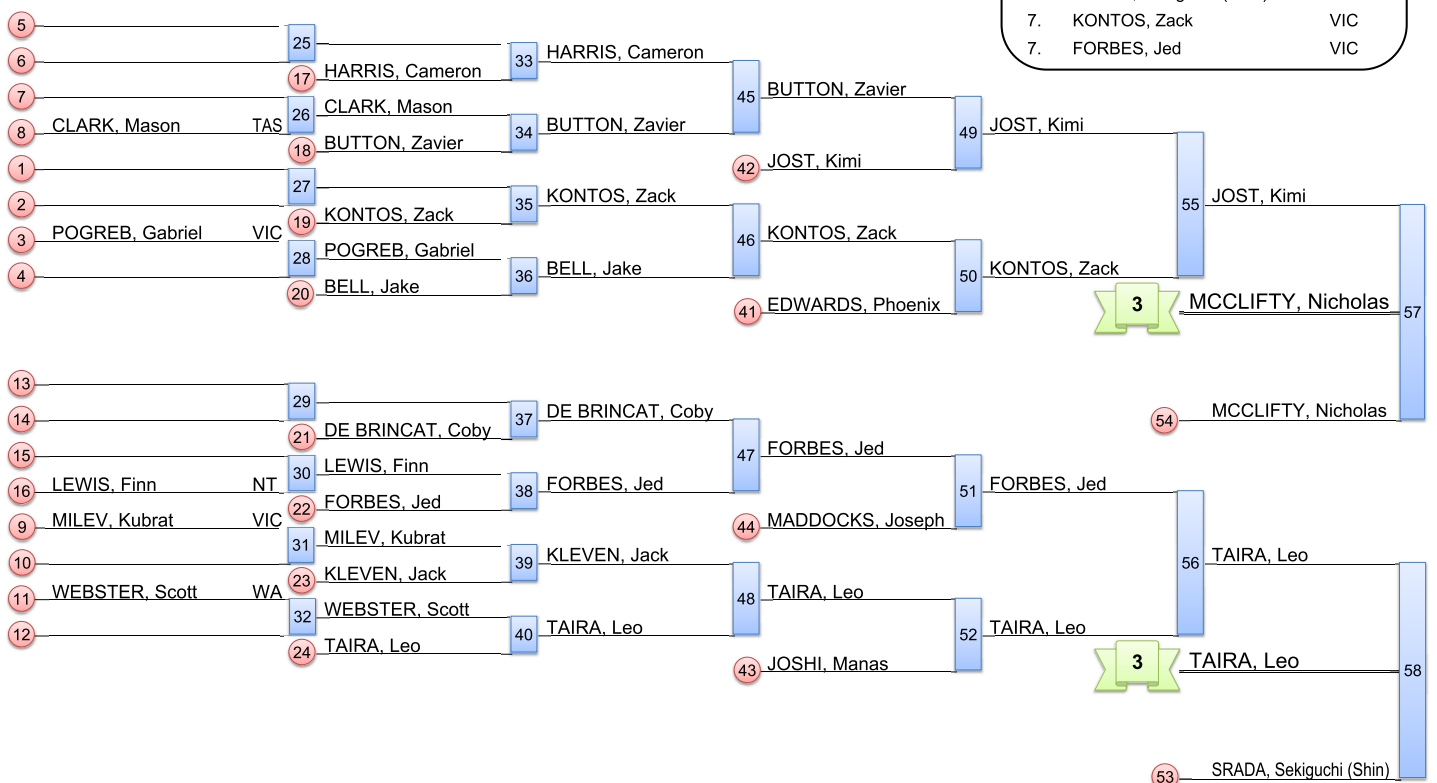 7. KONTOS, Zack VIC
7. FORBES, Jed VIC
5
25
6
33 HARRIS, Cameron
17 HARRIS, Cameron
7
45 BUTTON, Zavier
26 CLARK, Mason
8 CLARK, Mason TAS
34 BUTTON, Zavier
49 JOST, Kimi
18 BUTTON, Zavier
42 JOST, Kimi
1
27
2
35 KONTOS, Zack
55 JOST, Kimi
19 KONTOS, Zack
3 POGREB, Gabriel VIC
46 KONTOS, Zack
28 POGREB, Gabriel
4
36 BELL, Jake
50 KONTOS, Zack
20 BELL, Jake
41 EDWARDS, Phoenix
3 MCCLIFTY, Nicholas
57
13
29
14
37 DE BRINCAT, Coby
54 MCCLIFTY, Nicholas
21 DE BRINCAT, Coby
15
47 FORBES, Jed
30 LEWIS, Finn
16 LEWIS, Finn NT
38 FORBES, Jed
51 FORBES, Jed
22 FORBES, Jed
9 MILEV, Kubrat VIC
44 MADDOCKS, Joseph
31 MILEV, Kubrat
10
39 KLEVEN, Jack
56 TAIRA, Leo
23 KLEVEN, Jack
11 WEBSTER, Scott WA
48 TAIRA, Leo
32 WEBSTER, Scott
12
40 TAIRA, Leo
52 TAIRA, Leo
24 TAIRA, Leo
43 JOSHI, Manas
3 TAIRA, Leo
58
53 SRADA, Sekiguchi (Shin)